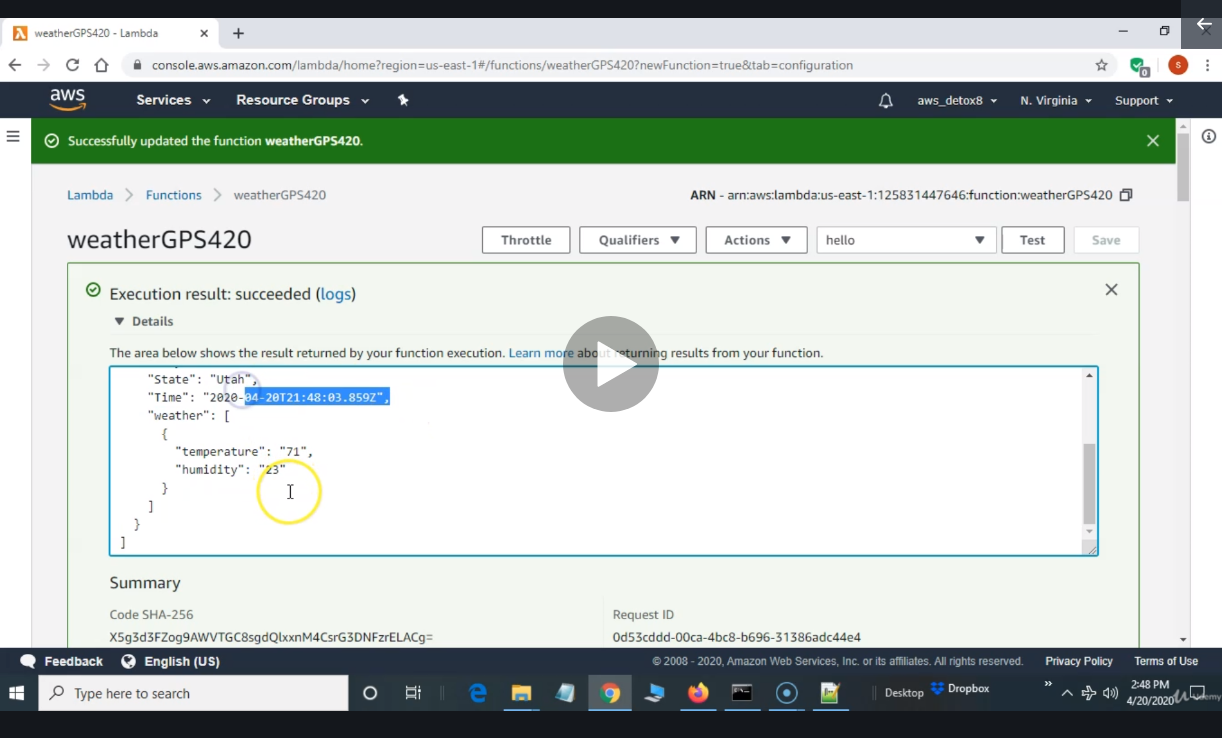 weatherGPS420 - Lambda
console.aws.amazon.com/lambda/home?region=us-east-1#/functions/weatherGPS420?newFunction=true&tab=configuration
0
S
aws
Services
Resource Groups
aws_detox8
N. Virginia
Support
Successfully updated the function weatherGPS420.
Lambda > Functions > weatherGPS420
ARN - arn:aws:lambda:us-east-1:125831447646:function:weatherGPS420
weatherGPS420
Throttle
Qualifiers
Actions
hello
Test
Save
Execution result: succeeded (logs)
Details
The area below shows the result returned by your function execution. Learn more about returning results from your function.
"State": "Utah",
"Time": "2020-04-20T21:48:03.859Z",
"weather": [
{
"temperature": "71",
"humidity": "23"
}
]
}
]
Summary
Code SHA-256
Request ID
X5g3d3FZog9AWVTGC8sgdQlxxnM4CsrG3DNFzrELACg=
0d53cddd-00ca-4bc8-b696-31386adc44e4
Feedback
English (US)
© 2008 - 2020, Amazon Web Services, Inc. or its affiliates. All rights reserved.
Privacy Policy
Terms of Use
Type here to search
Desktop
Dropbox
2:48 PM
4/20/2020